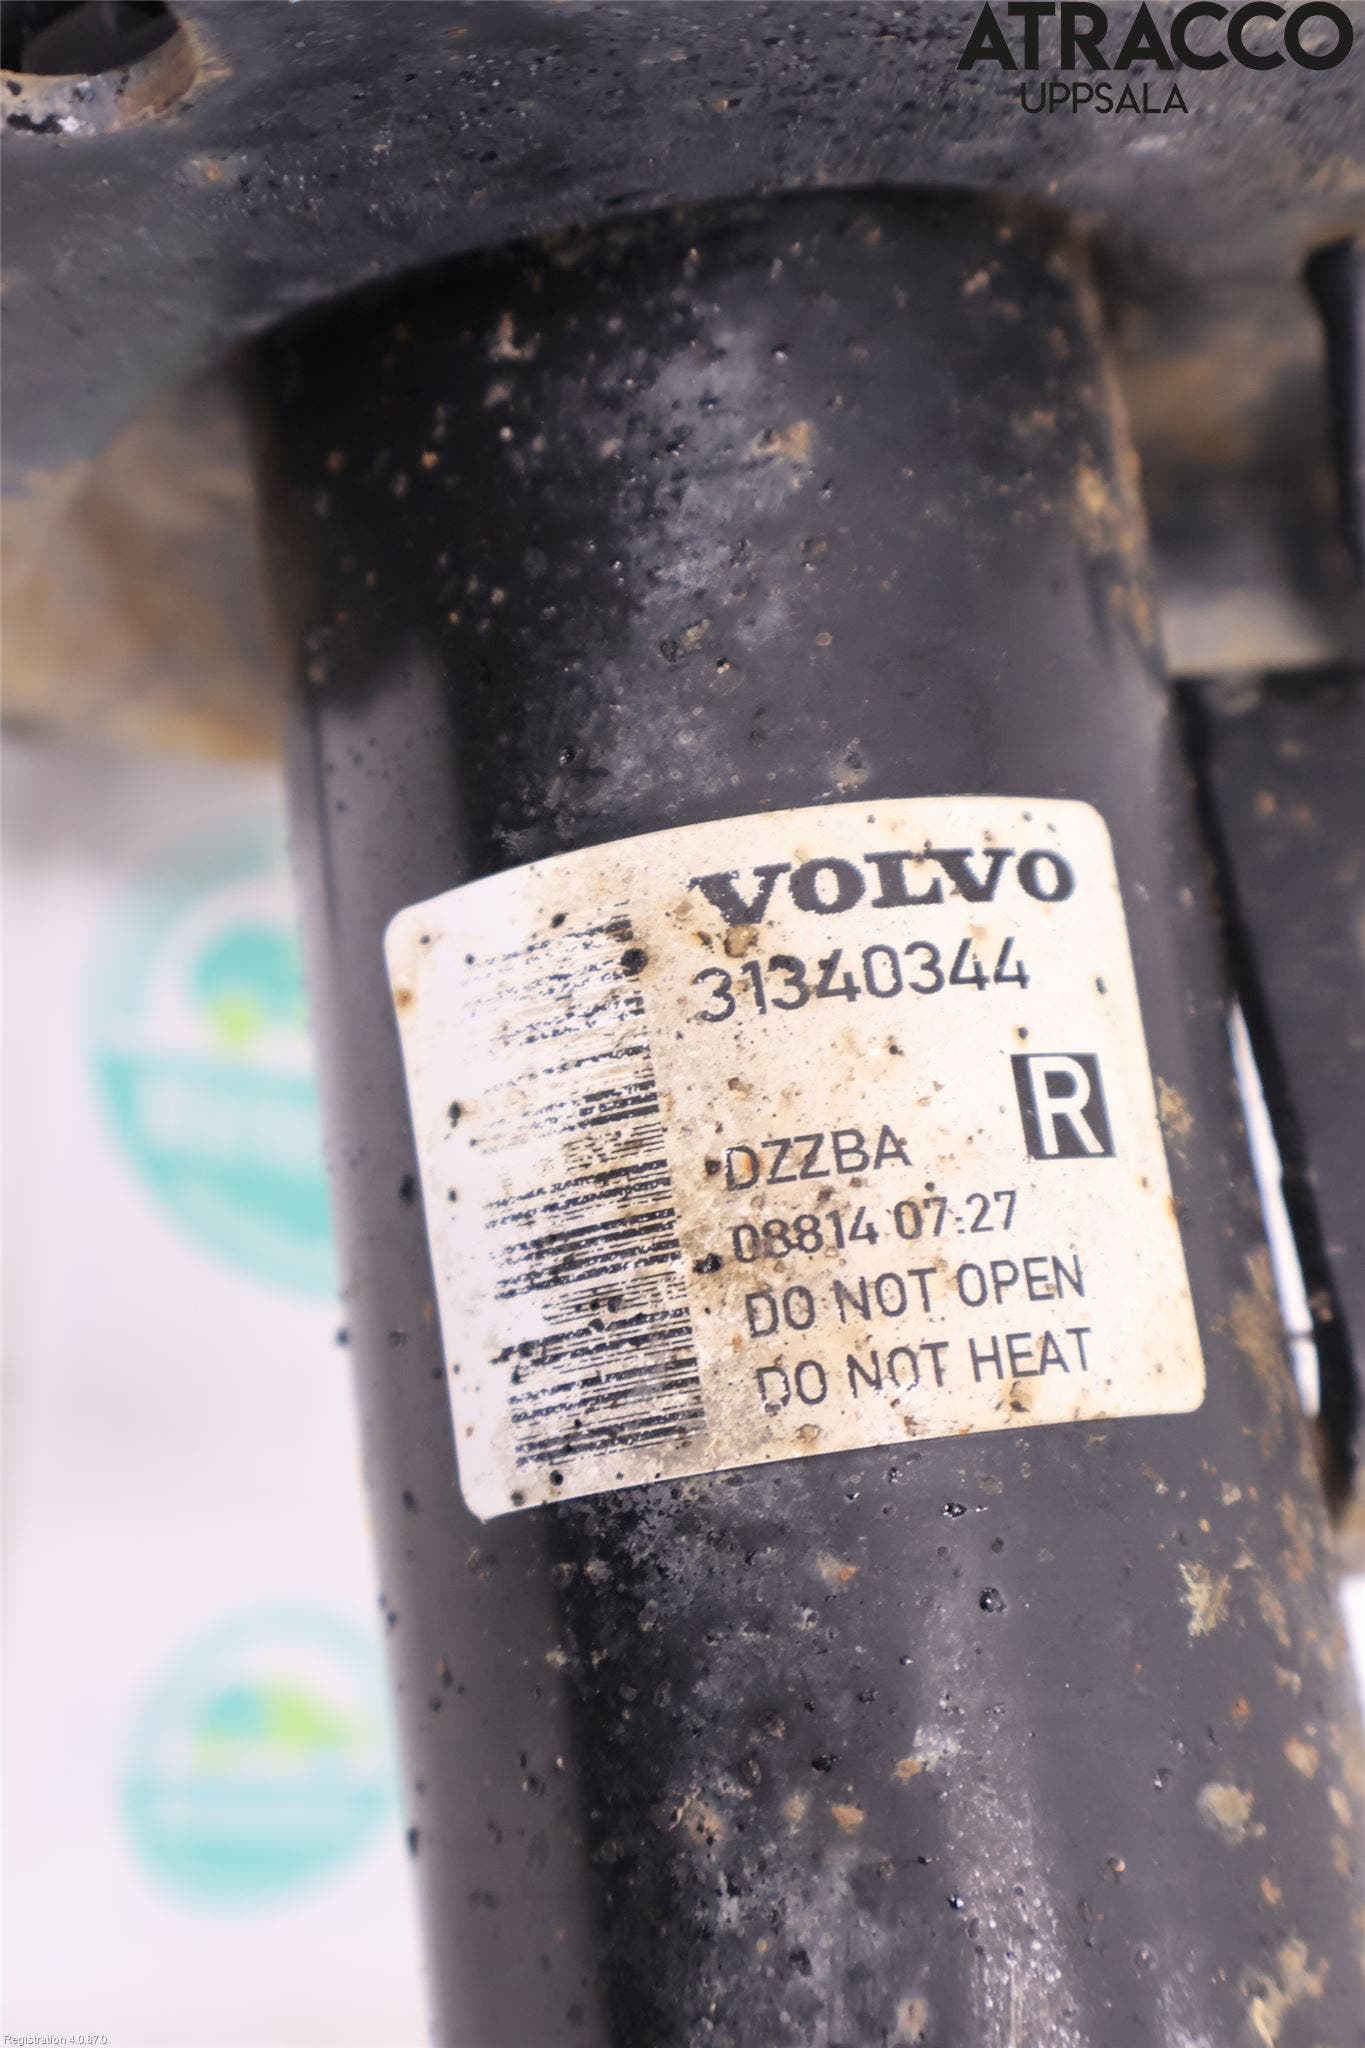 ATRACCO
UPPSALA
VOLVO
31340344
R
DZZBA
08814 07:27
DO NOT OPEN
DO NOT HEAT
Registration 4.0.87.0